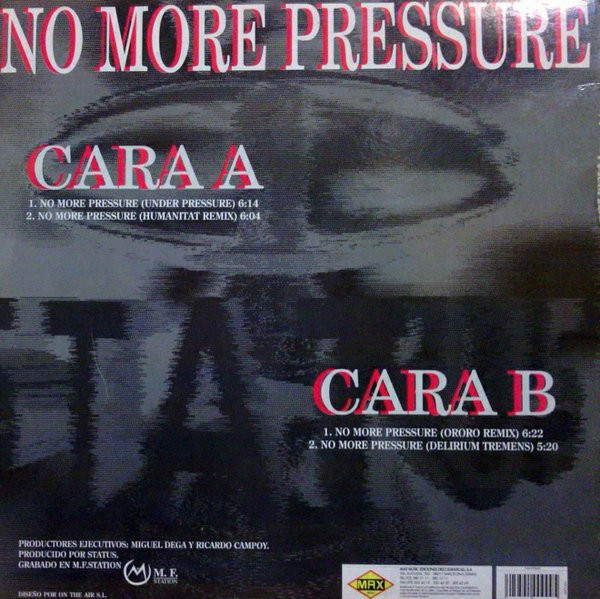 NO MORE PRESSURE
CARA A
1. NO MORE PRESSURE (UNDER PRESSURE) 6:14
2. NO MORE PRESSURE (HUMANITAT REMIX) 6:04
CARA B
1. NO MORE PRESSURE (ORORO REMIX) 6:22
2. NO MORE PRESSURE (DELIRIUM TREMENS) 5:20
PRODUCTORES EJECUTIVOS: MIGUEL DEGA Y RICARDO CAMPOY.
PRODUCIDO POR STATUS.
GRABADO EN M.F.STATION
M. F.
STATION
DISEÑO POR ON THE AIR S.L.
MAX